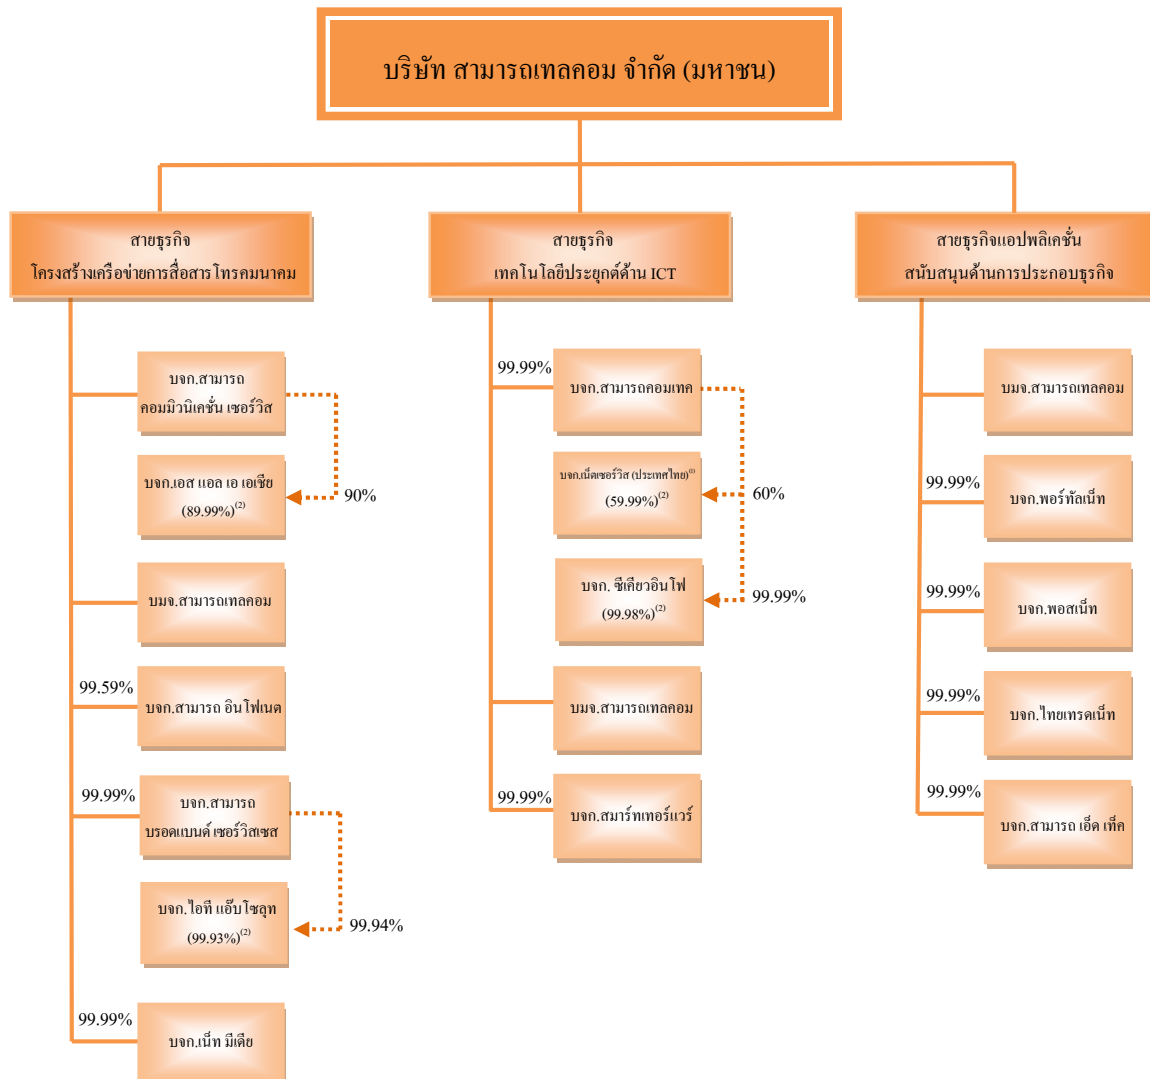 บริษัท สามารถเทลคอม จำกัด (มหาชน)
สายธุรกิจ
โครงสร้างเครือข่ายการสื่อสารโทรคมนาคม
บจก.สามารถ
คอมมิวนิเคชั่น เซอร์วิส
บจก.เอส แอล เอ เอเชีย
(89.99%)⁽²⁾
90%
บมจ.สามารถเทลคอม
99.59%
บจก.สามารถ อินโฟเนต
99.99%
บจก.สามารถ
บรอดแบนด์ เซอร์วิสเซส
บจก.ไอที แอ๊บโซลุท
(99.93%)⁽²⁾
99.94%
99.99%
บจก.เน็ท มีเดีย
สายธุรกิจ
เทคโนโลยีประยุกต์ด้าน ICT
99.99%
บจก.สามารถคอมเทค
บจก.เน็ตเซอร์วิส (ประเทศไทย)⁽¹⁾
(59.99%)⁽²⁾
60%
บจก. ซีเคียวอินโฟ
(99.98%)⁽²⁾
99.99%
บมจ.สามารถเทลคอม
99.99%
บจก.สมาร์ทเทอร์แวร์
สายธุรกิจแอปพลิเคชั่น
สนับสนุนด้านการประกอบธุรกิจ
บมจ.สามารถเทลคอม
99.99%
บจก.พอร์ทัลเน็ท
99.99%
บจก.พอสเน็ท
99.99%
บจก.ไทยเทรดเน็ท
99.99%
บจก.สามารถ เอ็ด เท็ค